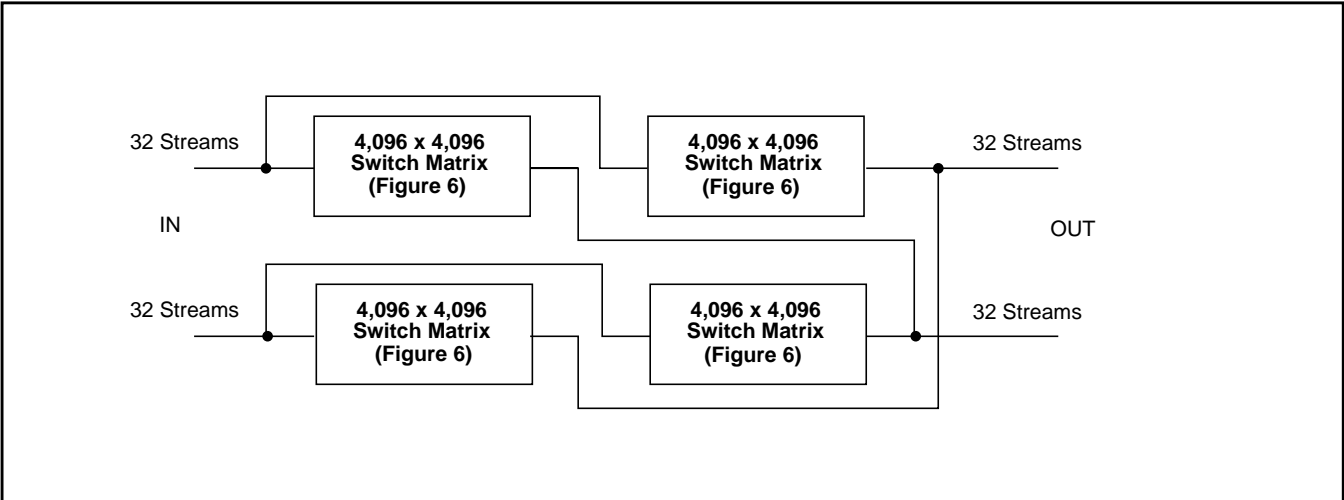 32 Streams
4,096 x 4,096
Switch Matrix
(Figure 6)
4,096 x 4,096
Switch Matrix
(Figure 6)
32 Streams
IN
OUT
32 Streams
4,096 x 4,096
Switch Matrix
(Figure 6)
4,096 x 4,096
Switch Matrix
(Figure 6)
32 Streams